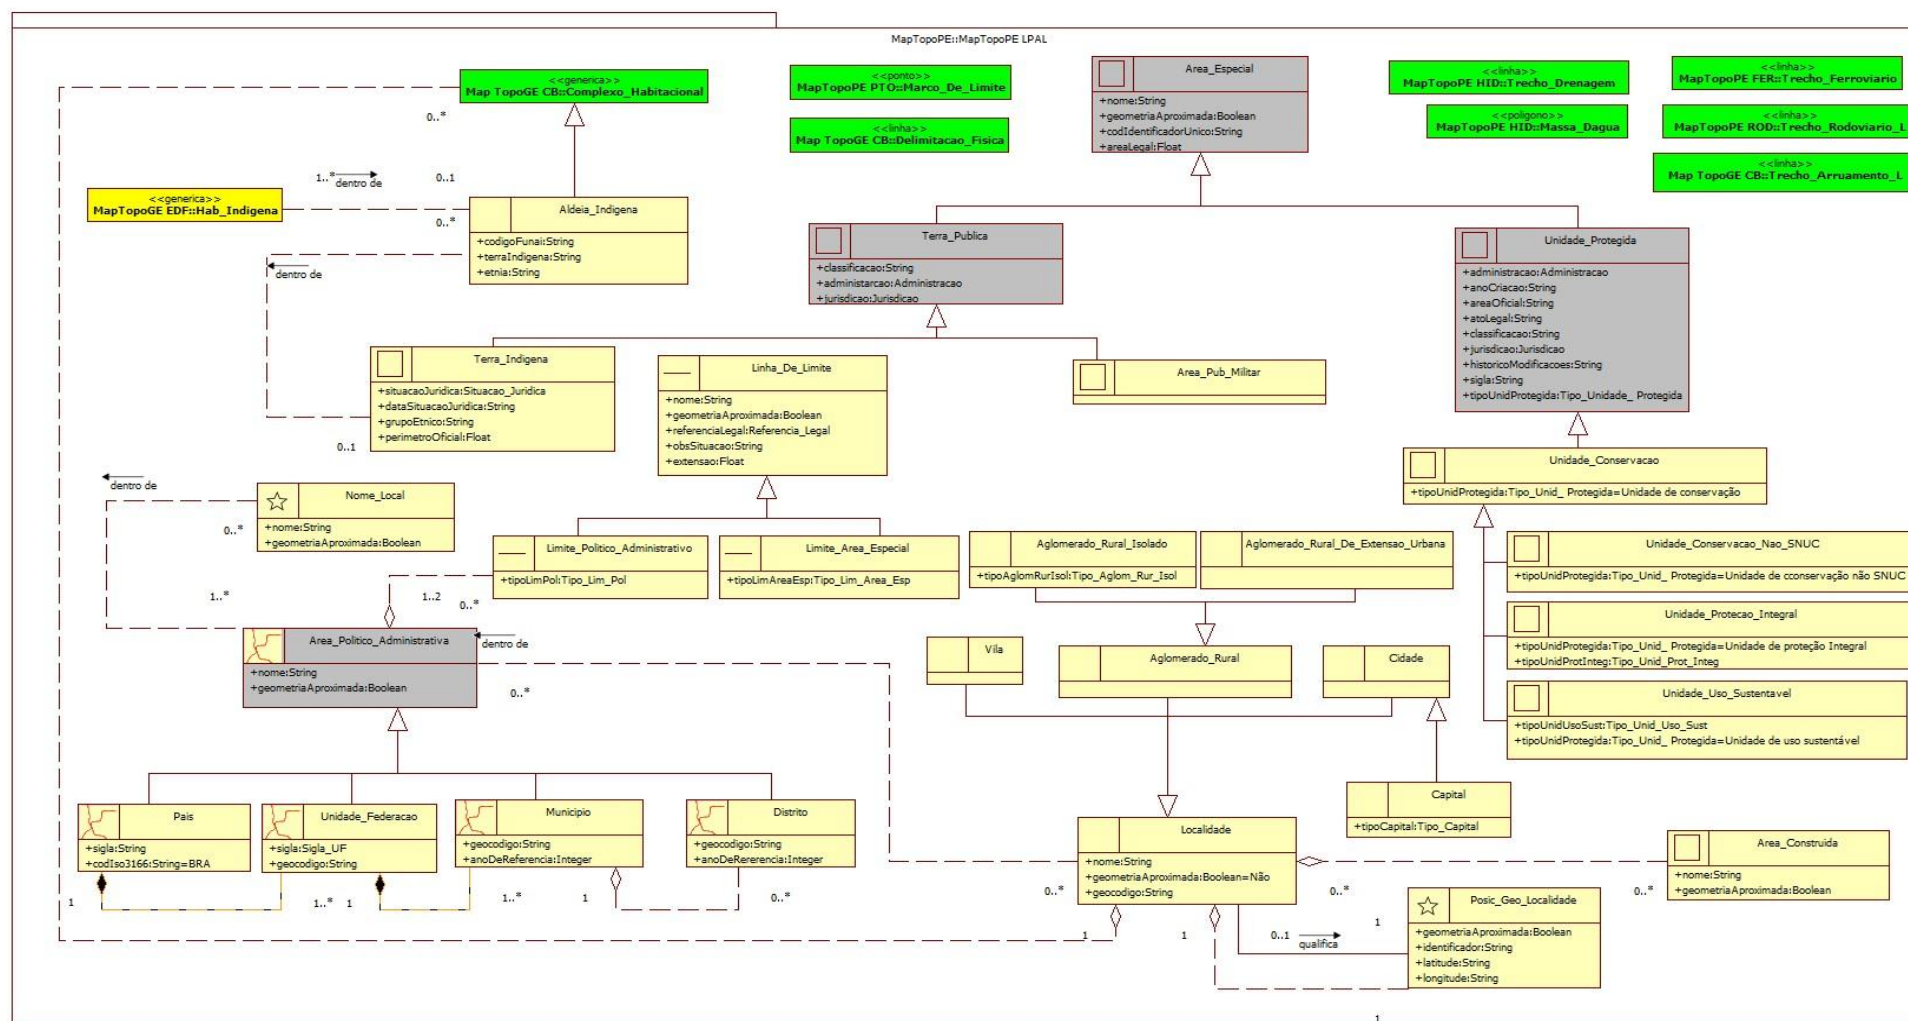 MapTopoPE::MapTopoPE LPAL
<<generica>>
Map TopoGE CB::Complexo_Habitacional
0..*
<<ponto>>
MapTopoPE PTO::Marco_De_Limite
<<linha>>
Map TopoGE CB::Delimitacao_Fisica
Area_Especial
+nome:String
+geometriaAproximada:Boolean
+codIdentificadorUnico:String
+areaLegal:Float
<<linha>>
MapTopoPE HID::Trecho_Drenagem
<<poligono>>
MapTopoPE HID::Massa_Dagua
<<linha>>
MapTopoPE FER::Trecho_Ferroviario
<<linha>>
MapTopoPE ROD::Trecho_Rodoviario_L
<<linha>>
Map TopoGE CB::Trecho_Arruamento_L
<<generica>>
MapTopoGE EDF::Hab_Indigena
1..*
dentro de
0..1
0..*
Aldeia_Indigena
+codigoFunai:String
+terraIndigena:String
+etnia:String
dentro de
Terra_Publica
+classificacao:String
+administarcao:Administracao
+jurisdicao:Jurisdicao
Unidade_Protegida
+administracao:Administracao
+anoCriacao:String
+areaOficial:String
+atoLegal:String
+classificacao:String
+jurisdicao:Jurisdicao
+historicoModificacoes:String
+sigla:String
+tipoUnidProtegida:Tipo_Unidade_ Protegida
Terra_Indigena
+situacaoJuridica:Situacao_Juridica
+dataSituacaoJuridica:String
+grupoEtnico:String
+perimetroOficial:Float
0..1
Linha_De_Limite
+nome:String
+geometriaAproximada:Boolean
+referenciaLegal:Referencia_Legal
+obsSituacao:String
+extensao:Float
Area_Pub_Militar
Unidade_Conservacao
+tipoUnidProtegida:Tipo_Unid_ Protegida=Unidade de conservação
dentro de
Nome_Local
+nome:String
+geometriaAproximada:Boolean
0..*
1..*
Limite_Politico_Administrativo
+tipoLimPol:Tipo_Lim_Pol
1..2
0..*
Limite_Area_Especial
+tipoLimAreaEsp:Tipo_Lim_Area_Esp
Aglomerado_Rural_Isolado
+tipoAglomRurIsol:Tipo_Aglom_Rur_Isol
Aglomerado_Rural_De_Extensao_Urbana
Unidade_Conservacao_Nao_SNUC
+tipoUnidProtegida:Tipo_Unid_ Protegida=Unidade de conservação não SNUC
Unidade_Protecao_Integral
+tipoUnidProtegida:Tipo_Unid_ Protegida=Unidade de proteção Integral
+tipoUnidProtInteg:Tipo_Unid_Prot_Integ
Unidade_Uso_Sustentavel
+tipoUnidUsoSust:Tipo_Unid_Uso_Sust
+tipoUnidProtegida:Tipo_Unid_ Protegida=Unidade de uso sustentável
Area_Politico_Administrativa
+nome:String
+geometriaAproximada:Boolean
dentro de
0..*
Vila
Aglomerado_Rural
Cidade
Capital
+tipoCapital:Tipo_Capital
Pais
+sigla:String
+codIso3166:String=BRA
Unidade_Federacao
+sigla:Sigla_UF
+geocodigo:String
Municipio
+geocodigo:String
+anoDeReferencia:Integer
Distrito
+geocodigo:String
+anoDeRererencia:Integer
1
1..*
1
1..*
1
0..*
Localidade
+nome:String
+geometriaAproximada:Boolean=Não
+geocodigo:String
0..*
0..*
0..*
Area_Construida
+nome:String
+geometriaAproximada:Boolean
1
1
0..1
qualifica
1
Posic_Geo_Localidade
+geometriaAproximada:Boolean
+identificador:String
+latitude:String
+longitude:String
1